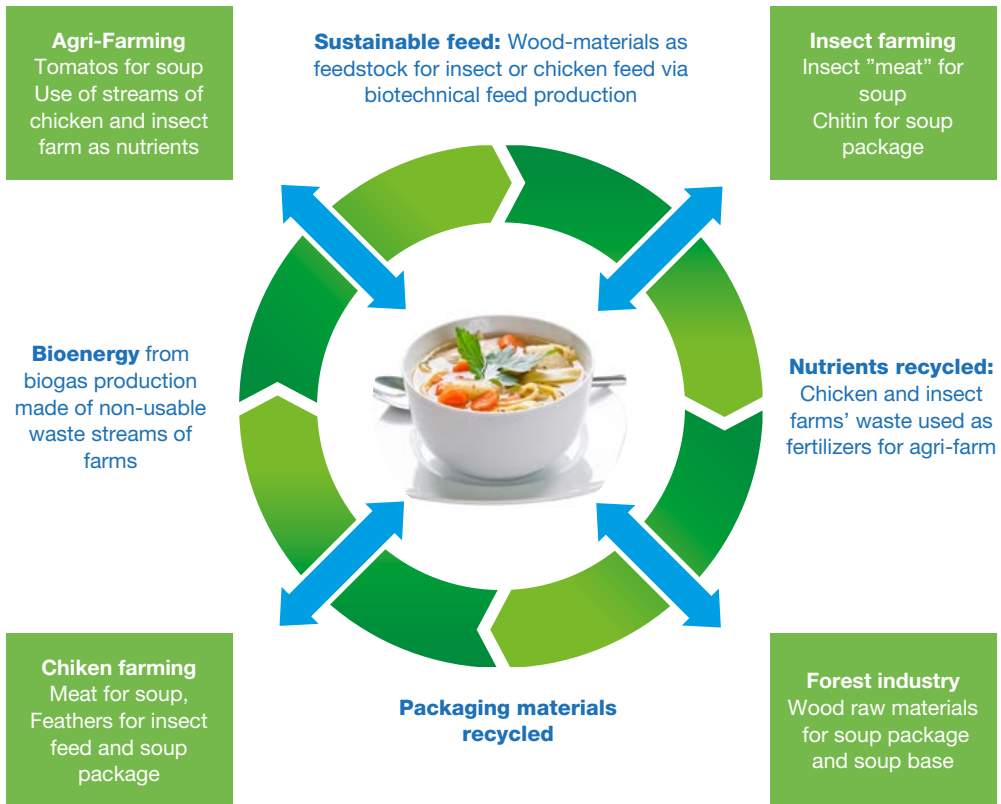 Agri-Farming
Tomatos for soup
Use of streams of
chicken and insect
farm as nutrients
Sustainable feed: Wood-materials as
feedstock for insect or chicken feed via
biotechnical feed production
Insect farming
Insect ”meat” for
soup
Chitin for soup
package
Bioenergy from
biogas production
made of non-usable
waste streams of
farms
Nutrients recycled:
Chicken and insect
farms’ waste used as
fertilizers for agri-farm
Chiken farming
Meat for soup,
Feathers for insect
feed and soup
package
Packaging materials
recycled
Forest industry
Wood raw materials
for soup package
and soup base